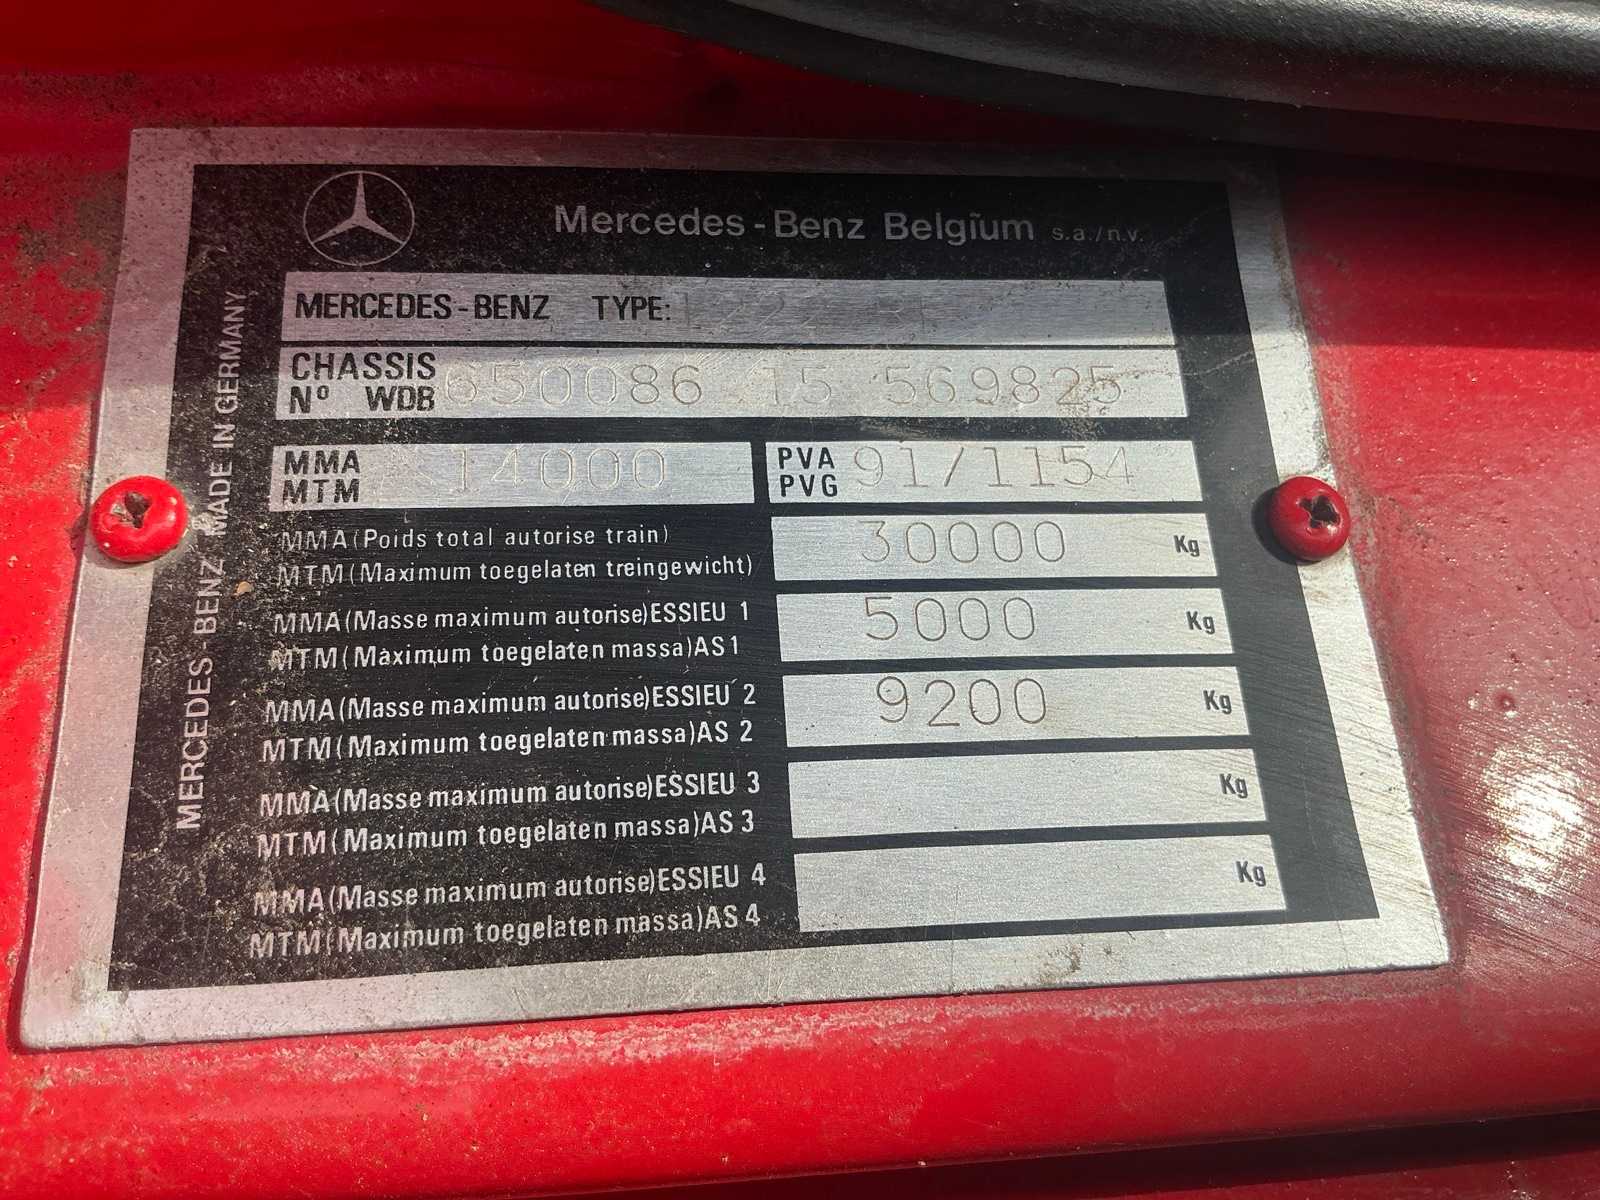 Mercedes-Benz Belgium s.a./n.v.
MERCEDES-BENZ TYPE:
CHASSIS
Nº WDB 650086 15 569825
MMA
MTM 14000
PVA
PVG 91/1154
MMA (Poids total autorise train)
MTM (Maximum toegelaten treingewicht)
30000 Kg
MMA (Masse maximum autorise) ESSIEU 1
MTM (Maximum toegelaten massa) AS 1
5000 Kg
MMA (Masse maximum autorise) ESSIEU 2
MTM (Maximum toegelaten massa) AS 2
9200 Kg
MMA (Masse maximum autorise) ESSIEU 3
MTM (Maximum toegelaten massa) AS 3
Kg
MMA (Masse maximum autorise) ESSIEU 4
MTM (Maximum toegelaten massa) AS 4
Kg
MERCEDES-BENZ MADE IN GERMANY